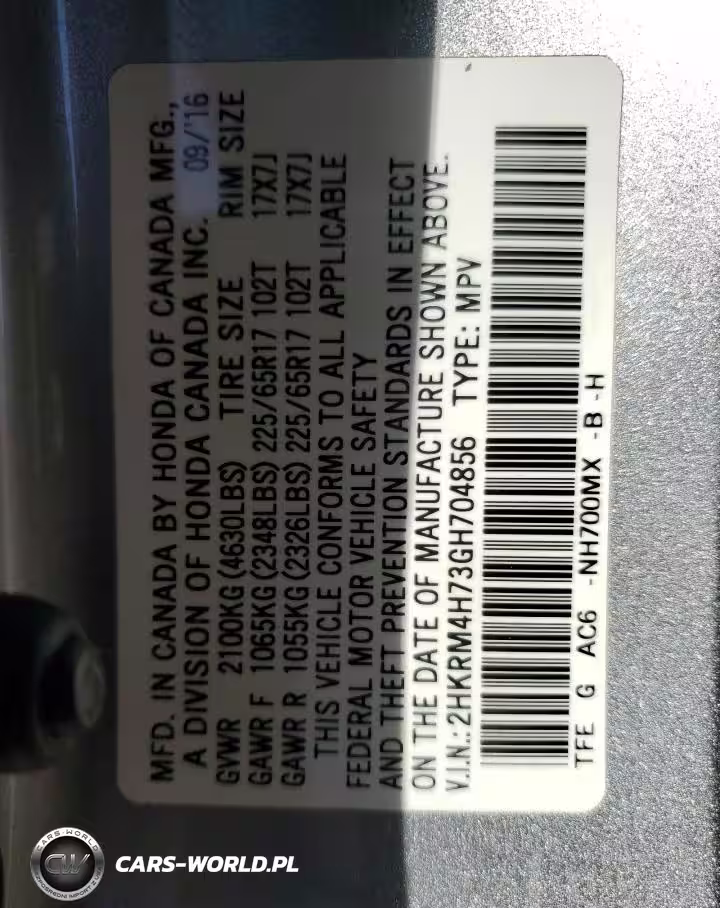 MFD. IN CANADA BY HONDA OF CANADA MFG.,
A DIVISION OF HONDA CANADA INC. 09/'16
GVWR 2100KG (4630LBS) TIRE SIZE RIM SIZE
GAWR F 1065KG (2348LBS) 225/65R17 102T 17X7J
GAWR R 1055KG (2326LBS) 225/65R17 102T 17X7J
THIS VEHICLE CONFORMS TO ALL APPLICABLE
FEDERAL MOTOR VEHICLE SAFETY
AND THEFT PREVENTION STANDARDS IN EFFECT
ON THE DATE OF MANUFACTURE SHOWN ABOVE.
V.I.N.: 2HKRM4H73GH704856 TYPE: MPV
TFE G AC6 -NH700MX -B -H
CARS-WORLD
CW
CARS-WORLD.PL